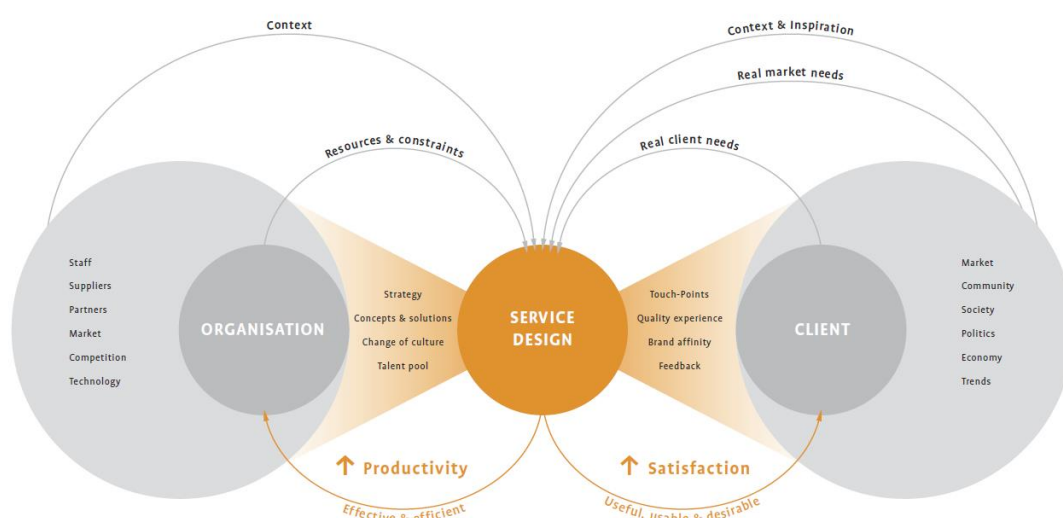 Context
Context & Inspiration
Real market needs
Resources & constraints
Real client needs
Staff
Suppliers
Partners
Market
Competition
Technology
ORGANISATION
Strategy
Concepts & solutions
Change of culture
Talent pool
SERVICE
DESIGN
Touch-Points
Quality experience
Brand affinity
Feedback
CLIENT
Market
Community
Society
Politics
Economy
Trends
↑ Productivity
↑ Satisfaction
Effective & efficient
Useful, usable & desirable